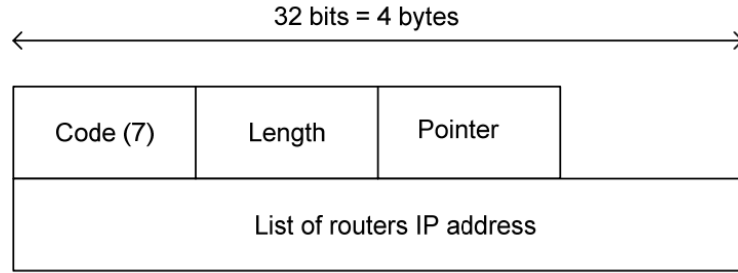 32 bits = 4 bytes
Code (7) Length Pointer
List of routers IP address